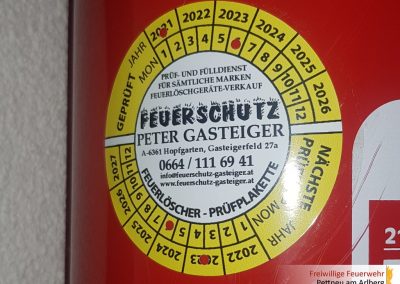 GEPRÜFT JAHR 2021 2022 2023 2024 2025 2026
MON 1 2 3 4 5 6 7 8 9 10 11 12
PRÜF- UND FÜLLDIENST
FÜR SÄMTLICHE MARKEN
FEUERLÖSCHGERÄTE-VERKAUF
FEUERSCHUTZ
PETER GASTEIGER
A-6361 Hopfgarten, Gasteigerfeld 27a
0664 / 111 69 41
info@feuerschutz-gasteiger.at
www.feuerschutz-gasteiger.at
FEUERLÖSCHER - PRÜFPLAKETTE
NÄCHSTE JAHR 2022 2023 2024 2025 2026 2027
MON
21
Freiwillige Feuerwehr
Pettneu am Arlberg